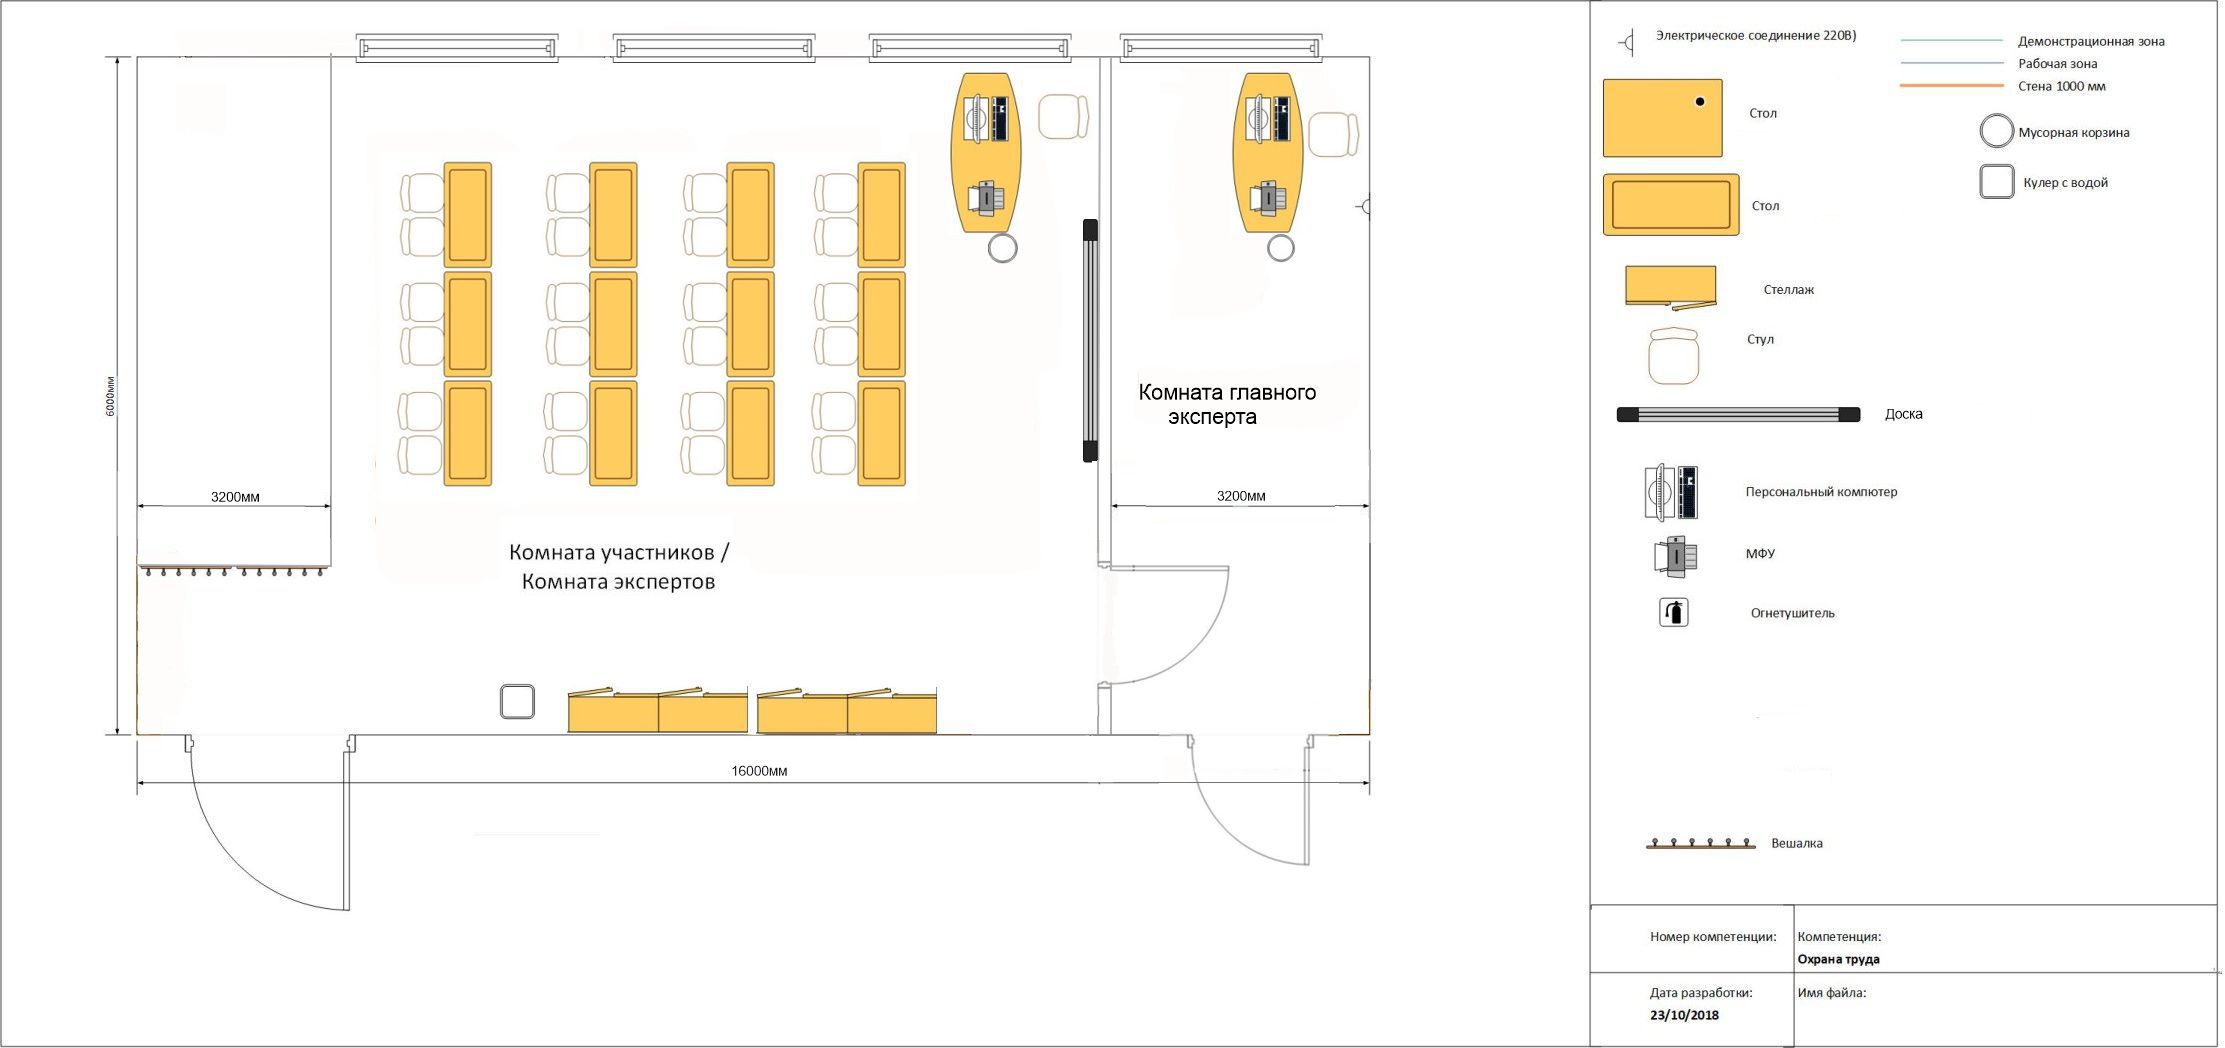 6000мм
3200мм
Комната участников /
Комната экспертов
Комната главного
эксперта
3200мм
16000мм
Электрическое соединение 220В)
Стол
Стол
Стеллаж
Стул
Доска
Персональный компютер
МФУ
Огнетушитель
Вешалка
Демонстрационная зона
Рабочая зона
Стена 1000 мм
Мусорная корзина
Кулер с водой
Номер компетенции:
Компетенция:
Охрана труда
Дата разработки:
23/10/2018
Имя файла: